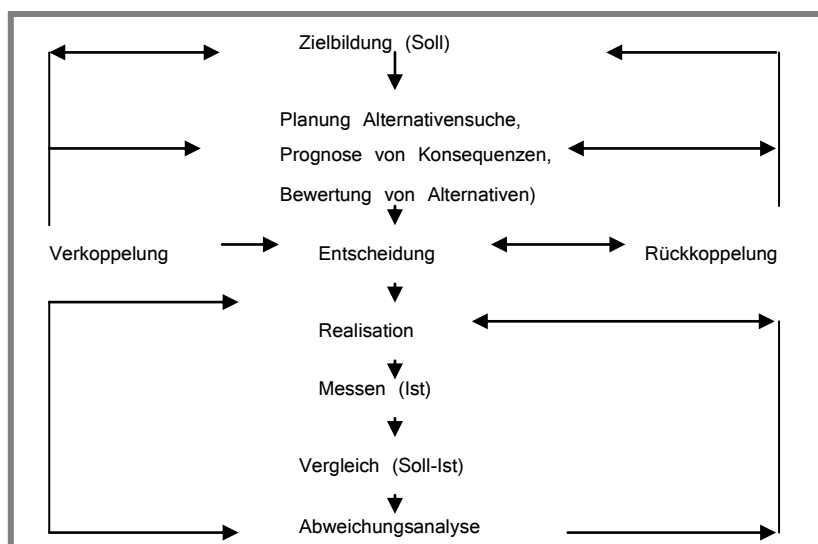 Zielbildung (Soll)
Planung Alternativensuche,
Prognose von Konsequenzen,
Bewertung von Alternativen)
Verkoppelung
Entscheidung
Rückkoppelung
Realisation
Messen (Ist)
Vergleich (Soll-Ist)
Abweichungsanalyse